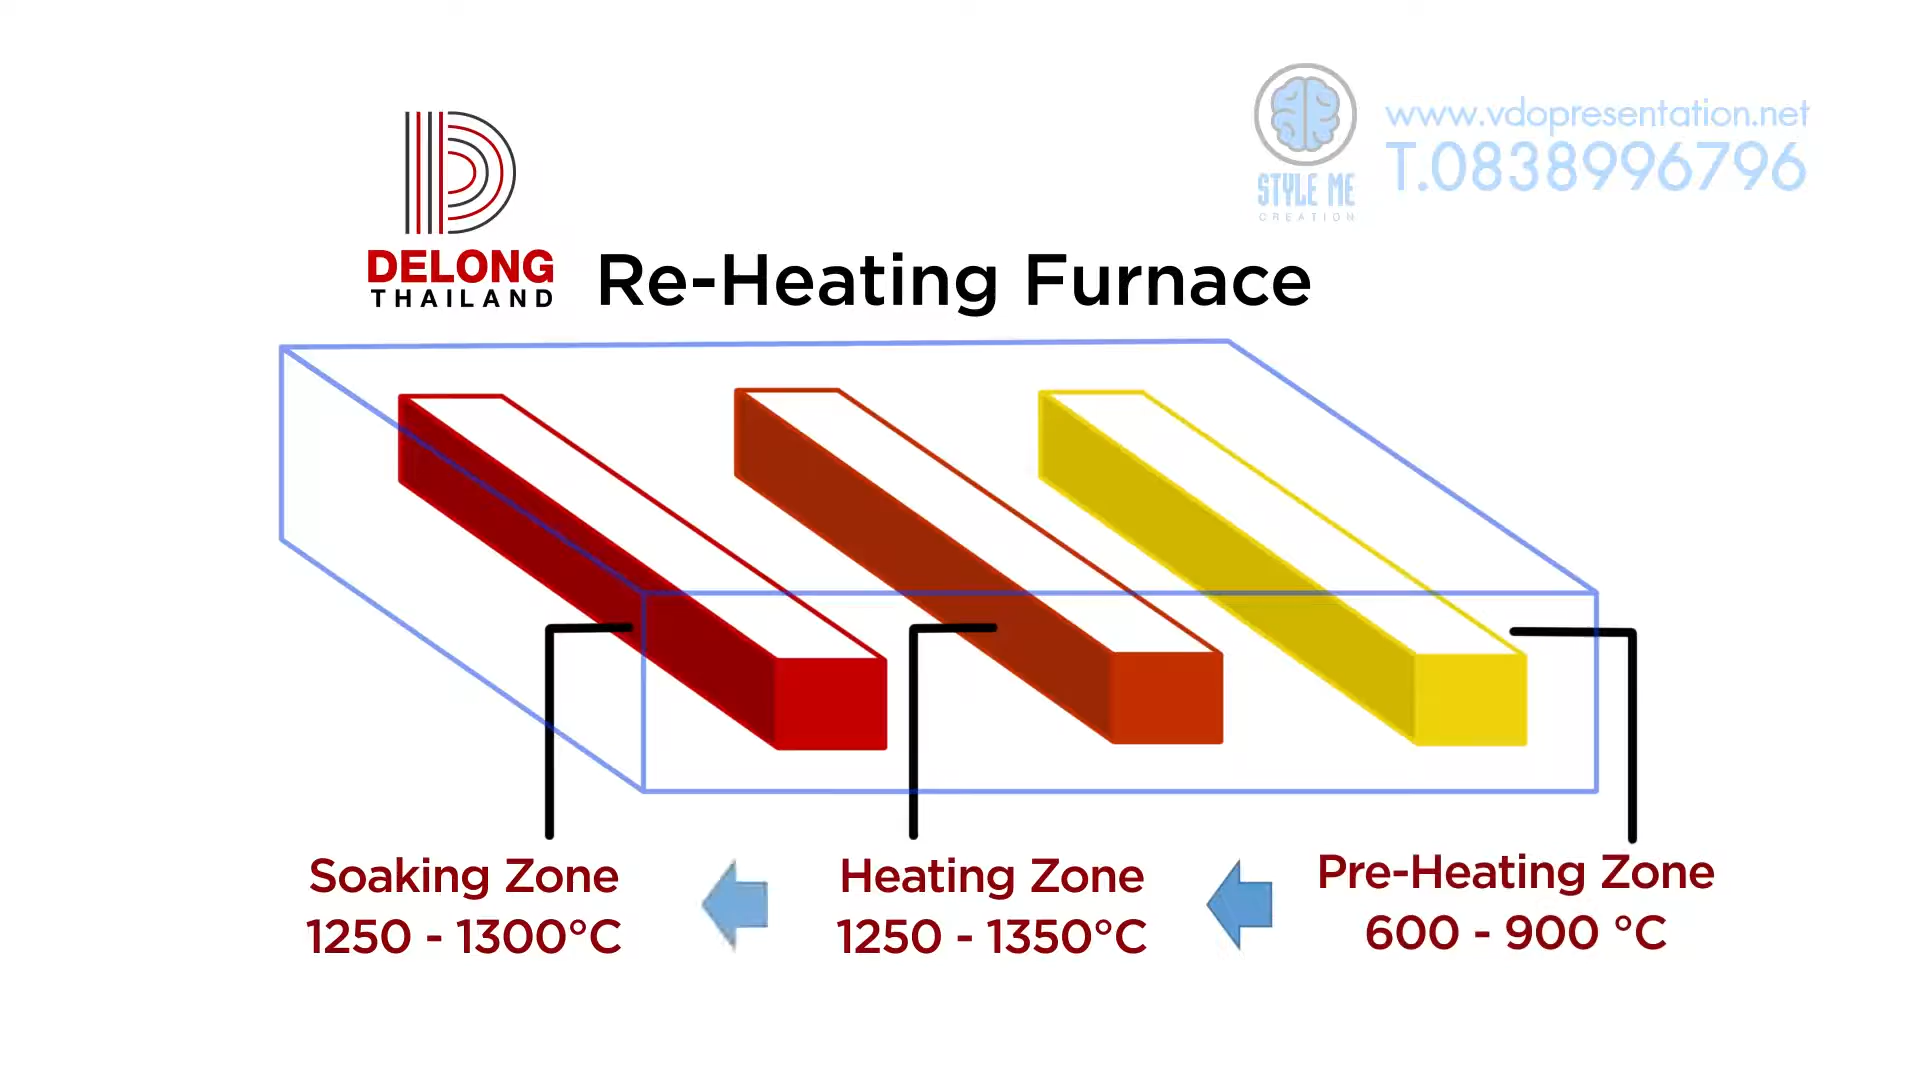 www.vdopresentation.net
T.0838996796
STYLE ME
CREATION
DELONG
THAILAND
Re-Heating Furnace
Soaking Zone
1250 - 1300°C
Heating Zone
1250 - 1350°C
Pre-Heating Zone
600 - 900 °C